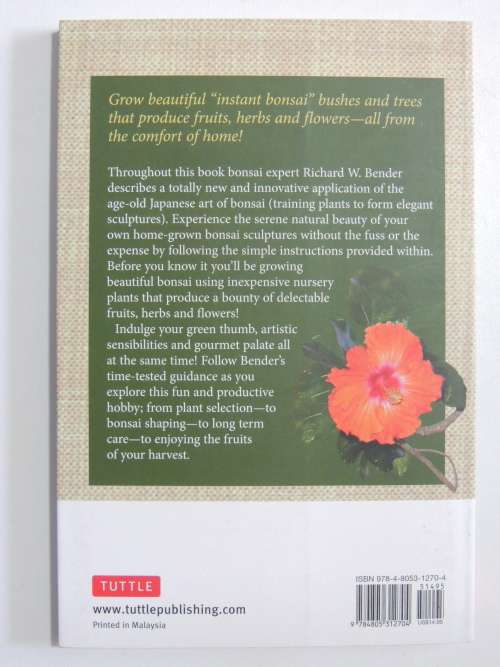 Grow beautiful “instant bonsai” bushes and trees
that produce fruits, herbs and flowers—all from
the comfort of home!
Throughout this book bonsai expert Richard W. Bender
describes a totally new and innovative application of the
age-old Japanese art of bonsai (training plants to form elegant
sculptures). Experience the serene natural beauty of your
own home-grown bonsai sculptures without the fuss or the
expense by following the simple instructions provided within.
Before you know it you’ll be growing
beautiful bonsai using inexpensive nursery
plants that produce a bounty of delectable
fruits, herbs and flowers!
Indulge your green thumb, artistic
sensibilities and gourmet palate all
at the same time! Follow Bender’s
time-tested guidance as you
explore this fun and productive
hobby; from plant selection—to
bonsai shaping—to long term
care—to enjoying the fruits
of your harvest.
TUTTLE
www.tuttlepublishing.com
Printed in Malaysia
ISBN 978-4-8053-1270-4
51495
9 784805 312704
US$14.95